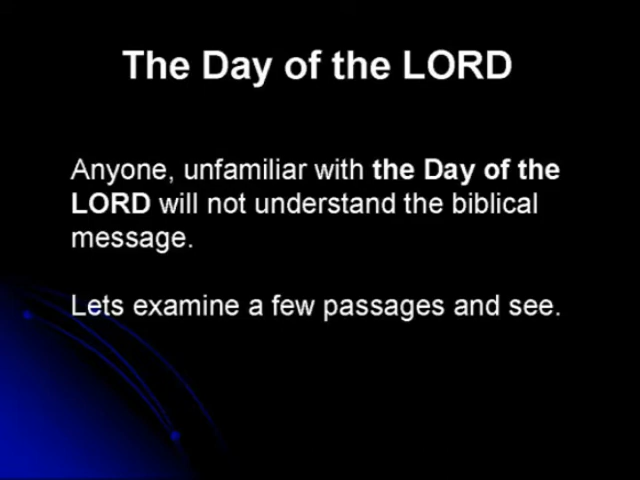 The Day of the LORD
Anyone, unfamiliar with the Day of the
LORD will not understand the biblical
message.
Lets examine a few passages and see.